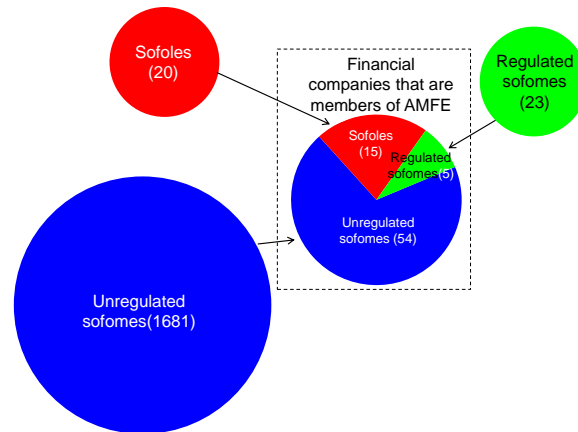 Sofoles
(20)
Financial
companies that are
members of AMFE
Regulated
sofomes
(23)
Sofoles
(15)
Regulated
sofomes(5)
Unregulated
sofomes (54)
Unregulated
sofomes(1681)